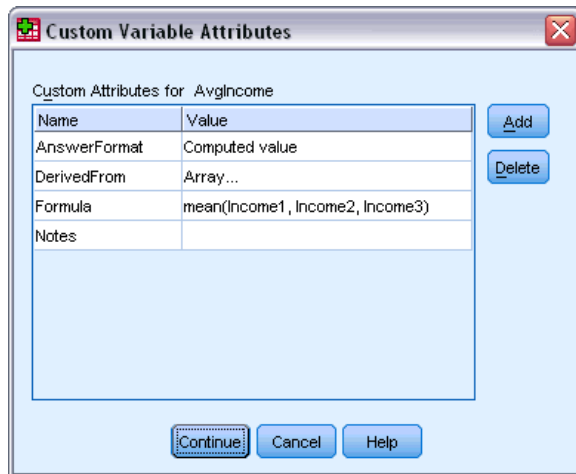 Custom Variable Attributes
Custom Attributes for AvgIncome
Name Value
AnswerFormat Computed value
DerivedFrom Array...
Formula mean(Income1, Income2, Income3)
Notes
Add
Delete
Continue Cancel Help